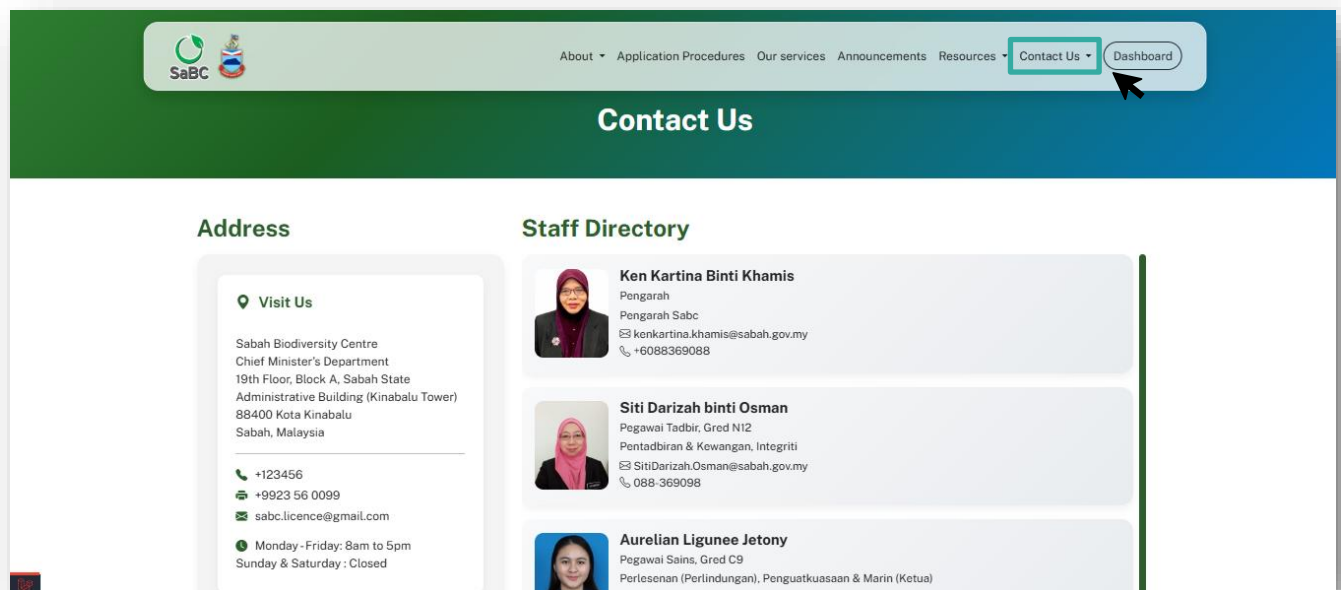 SaBC
About
Application Procedures
Our services
Announcements
Resources
Contact Us
Dashboard
Contact Us
Address
Visit Us
Sabah Biodiversity Centre
Chief Minister's Department
19th Floor, Block A, Sabah State
Administrative Building (Kinabalu Tower)
88400 Kota Kinabalu
Sabah, Malaysia
+123456
+9923 56 0099
sabc.licence@gmail.com
Monday-Friday: 8am to 5pm
Sunday & Saturday : Closed
Staff Directory
Ken Kartina Binti Khamis
Pengarah
Pengarah Sabc
kenkartina.khamis@sabah.gov.my
+6088369088
Siti Darizah binti Osman
Pegawai Tadbir, Gred N12
Pentadbiran & Kewangan, Integriti
SitiDarizah.Osman@sabah.gov.my
088-369098
Aurelian Ligunee Jetony
Pegawai Sains, Gred C9
Perlesenan (Perlindungan), Penguatkuasaan & Marin (Ketua)